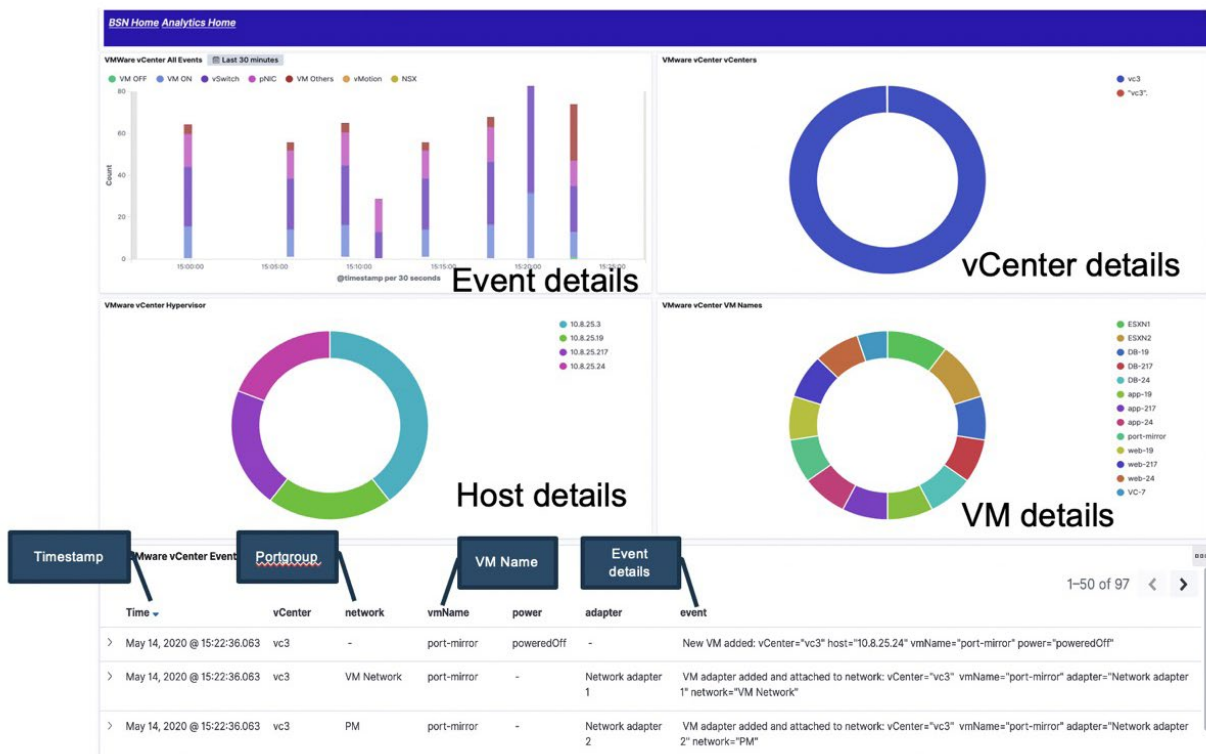 BSN Home Analytics Home
VMWare vCenter All Events Last 30 minutes
VM OFF VM ON vSwitch pNIC VM Others vMotion NSX
80
60
40
20
0
Count
15:00:00 15:05:00 15:10:00 15:15:00 15:20:00 15:25:00
@timestamp per 30 seconds
Event details
VMware vCenter vCenters
vc3
"vc3".
vCenter details
VMware vCenter Hypervisor
10.8.25.3
10.8.25.19
10.8.25.217
10.8.25.24
Host details
VMware vCenter VM Names
ESXN1
ESXN2
DB-19
DB-217
DB-24
app-19
app-217
app-24
port-mirror
web-19
web-217
web-24
VC-7
VM details
Timestamp
Mware vCenter Event
Portgroup
VM Name
Event
details
1–50 of 97
Time vCenter network vmName power adapter event
May 14, 2020 @ 15:22:36.063 vc3 - port-mirror poweredOff - New VM added: vCenter="vc3" host="10.8.25.24" vmName="port-mirror" power="poweredOff"
May 14, 2020 @ 15:22:36.063 vc3 VM Network port-mirror - Network adapter VM adapter added and attached to network: vCenter="vc3" vmName="port-mirror" adapter="Network adapter
1 1" network="VM Network"
May 14, 2020 @ 15:22:36.063 vc3 PM port-mirror - Network adapter VM adapter added and attached to network: vCenter="vc3" vmName="port-mirror" adapter="Network adapter
2 2" network="PM"